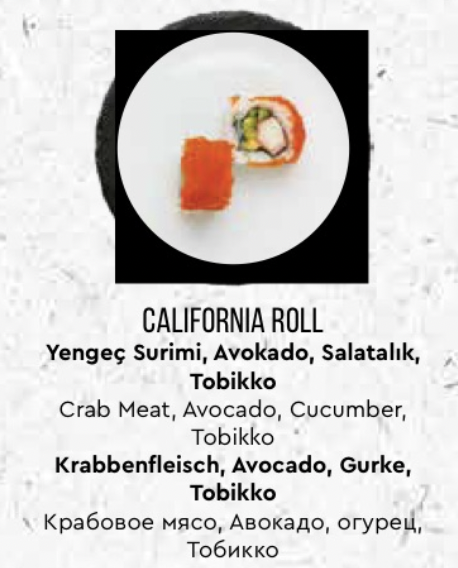 CALIFORNIA ROLL
Yengeç Surimi, Avokado, Salatalık,
Tobikko
Crab Meat, Avocado, Cucumber,
Tobikko
Krabbenfleisch, Avocado, Gurke,
Tobikko
Крабовое мясо, Авокадо, огурец,
Тобикко